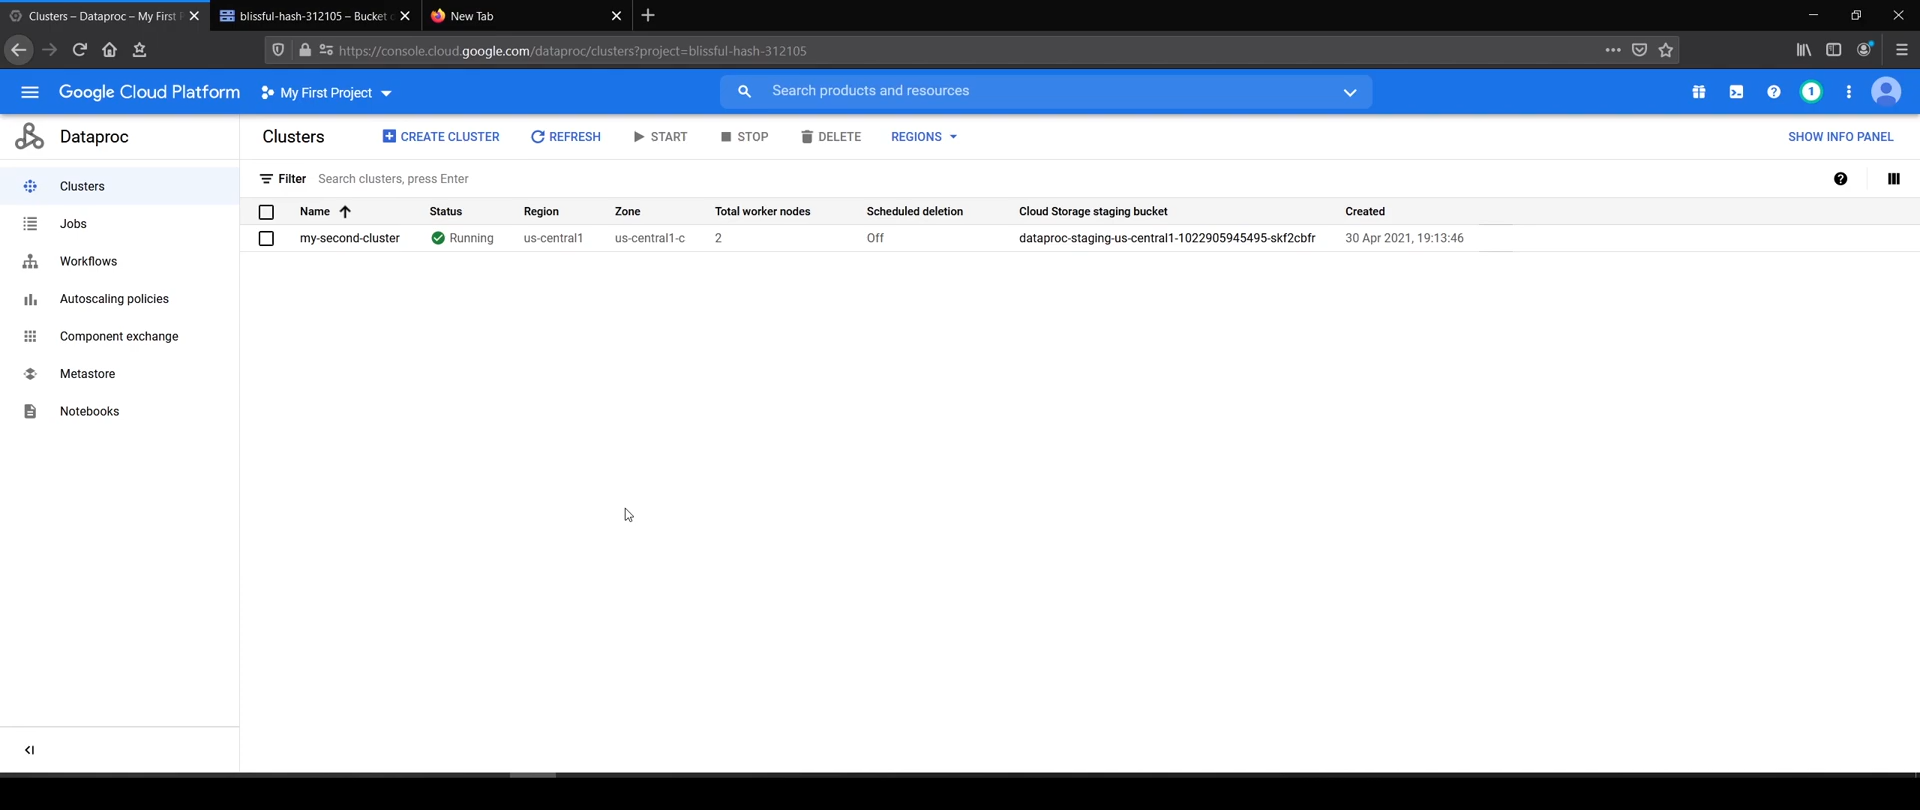 Clusters – Dataproc – My First
blissful-hash-312105 – Bucket
New Tab
https://console.cloud.google.com/dataproc/clusters?project=blissful-hash-312105
Google Cloud Platform
My First Project
Search products and resources
1
Dataproc
Clusters
CREATE CLUSTER
REFRESH
START
STOP
DELETE
REGIONS
SHOW INFO PANEL
Clusters
Jobs
Workflows
Autoscaling policies
Component exchange
Metastore
Notebooks
Filter Search clusters, press Enter
Name Status Region Zone Total worker nodes Scheduled deletion Cloud Storage staging bucket Created
my-second-cluster Running us-central1 us-central1-c 2 Off dataproc-staging-us-central1-1022905945495-skf2cbfr 30 Apr 2021, 19:13:46